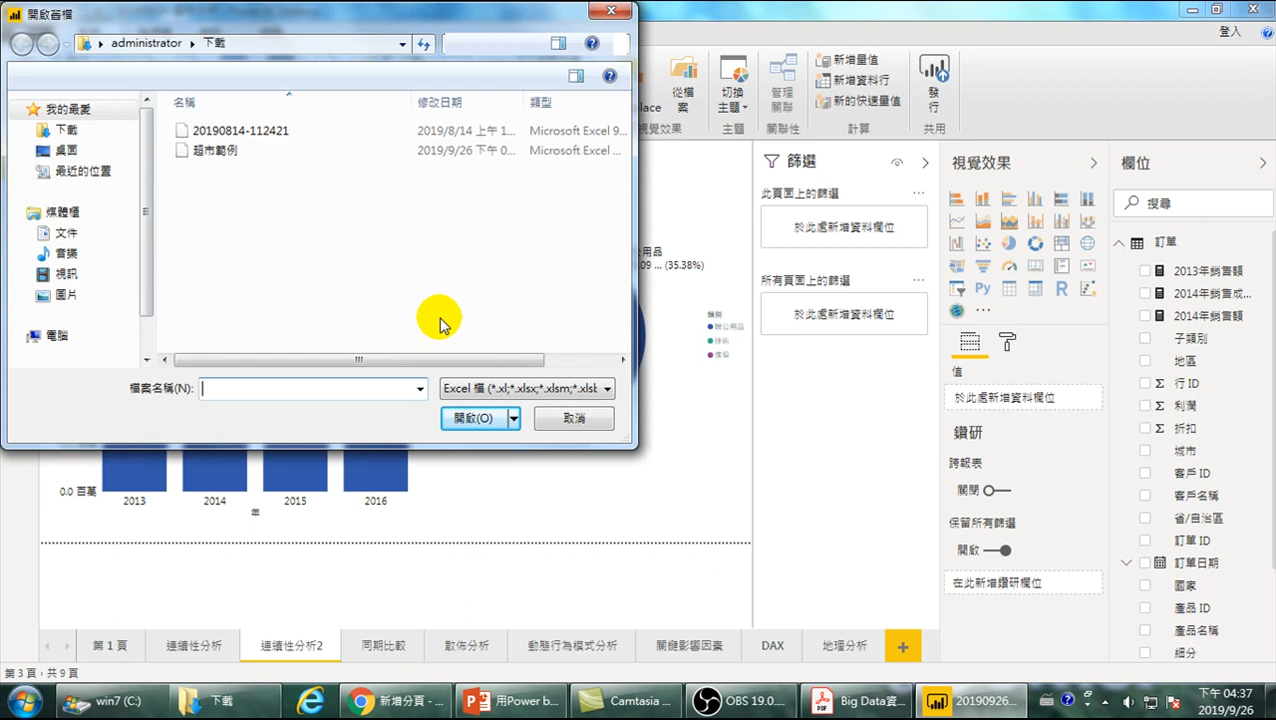 開啟舊檔
administrator
下載
名稱
修改日期
類型
我的最愛
下載
桌面
最近的位置
媒體櫃
文件
音樂
視訊
圖片
電腦
20190814-112421
2019/8/14 上午 1...
Microsoft Excel 9...
超市範例
2019/9/26 下午 0...
Microsoft Excel ...
檔案名稱(N):
Excel 檔 (*.xl;*.xlsx;*.xlsm;*.xlsb
開啟(O)
取消
登入
從檔
案
切換
主題
管理
關聯
新增量值
新增資料行
新的快速量值
發
行
place
視覺效果
主題
關聯性
計算
共用
公用品
09 ... (35.38%)
類別
辦公用品
技術
傢俱
0.0 百萬
2013
2014
2015
2016
年
篩選
此頁面上的篩選
於此處新增資料欄位
所有頁面上的篩選
於此處新增資料欄位
視覺效果
Py
R
值
於此處新增資料欄位
鑽研
跨報表
關閉
保留所有篩選
開啟
在此新增鑽研欄位
欄位
搜尋
訂單
2013年銷售額
2014年銷售成...
2014年銷售額
子類別
地區
行 ID
利潤
折扣
城市
客戶 ID
客戶名稱
省/自治區
訂單 ID
訂單日期
國家
產品 ID
產品名稱
細分
第 1 頁
連續性分析
連續性分析2
同期比較
散布分析
動態行為模式分析
關鍵影響因素
DAX
地理分析
第 3 頁，共 9 頁
win7 (C:)
下載
新增分頁 - ...
用Power b...
Camtasia ...
OBS 19.0....
Big Data資...
20190926...
下午 04:37
2019/9/26